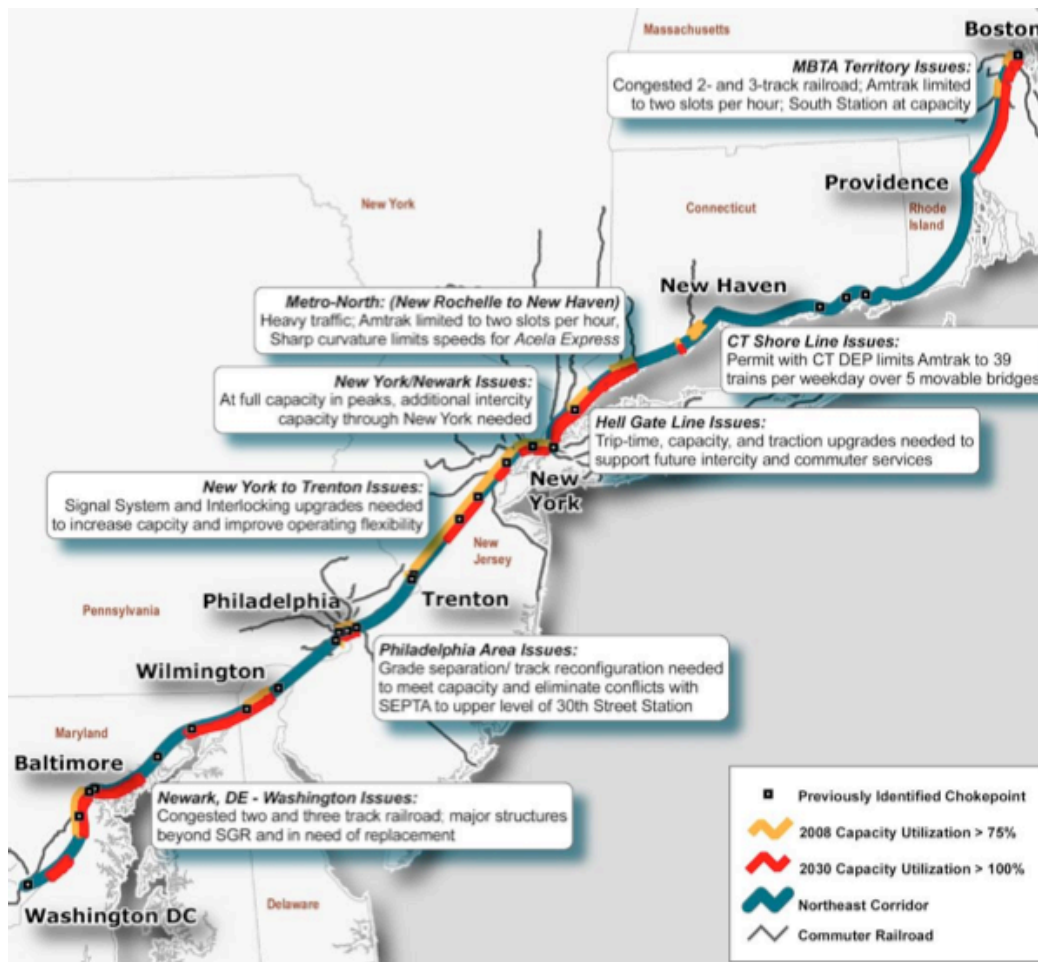 Massachusetts
Boston
MBTA Territory Issues:
Congested 2- and 3-track railroad; Amtrak limited
to two slots per hour; South Station at capacity
Providence
New York
Connecticut
Rhode
Island
New Haven
Metro-North: (New Rochelle to New Haven)
Heavy traffic; Amtrak limited to two slots per hour,
Sharp curvature limits speeds for Acela Express
CT Shore Line Issues:
Permit with CT DEP limits Amtrak to 39
trains per weekday over 5 movable bridges
New York/Newark Issues:
At full capacity in peaks, additional intercity
capacity through New York needed
Hell Gate Line Issues:
Trip-time, capacity, and traction upgrades needed to
support future intercity and commuter services
New
York
New York to Trenton Issues:
Signal System and Interlocking upgrades needed
to increase capcity and improve operating flexibility
New
Jersey
Pennsylvania
Philadelphia
Trenton
Philadelphia Area Issues:
Grade separation/ track reconfiguration needed
to meet capacity and eliminate conflicts with
SEPTA to upper level of 30th Street Station
Wilmington
Maryland
Baltimore
Newark, DE - Washington Issues:
Congested two and three track railroad; major structures
beyond SGR and in need of replacement
Washington DC
Delaware
Previously Identified Chokepoint
2008 Capacity Utilization > 75%
2030 Capacity Utilization > 100%
Northeast Corridor
Commuter Railroad